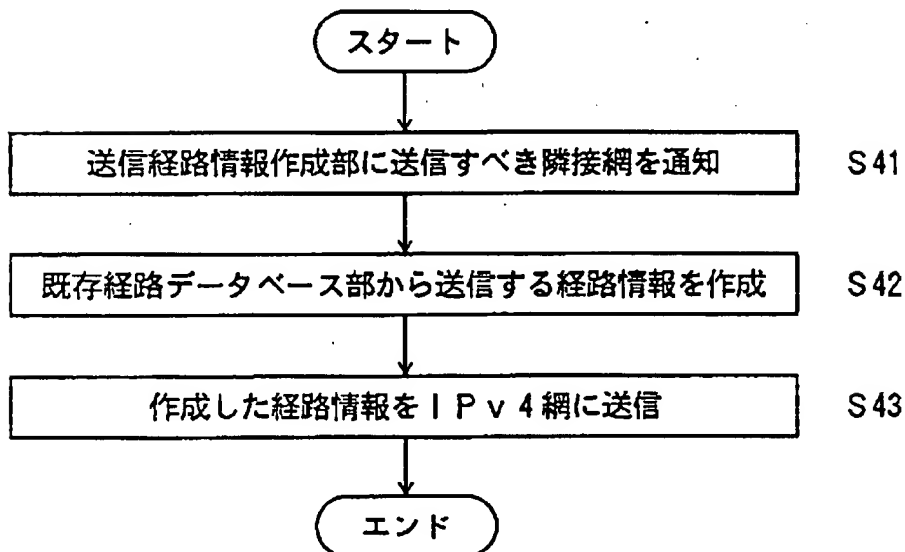 スタート
送信経路情報作成部に送信すべき隣接網を通知 S41
既存経路データベース部から送信する経路情報を作成 S42
作成した経路情報をIPv4網に送信 S43
エンド